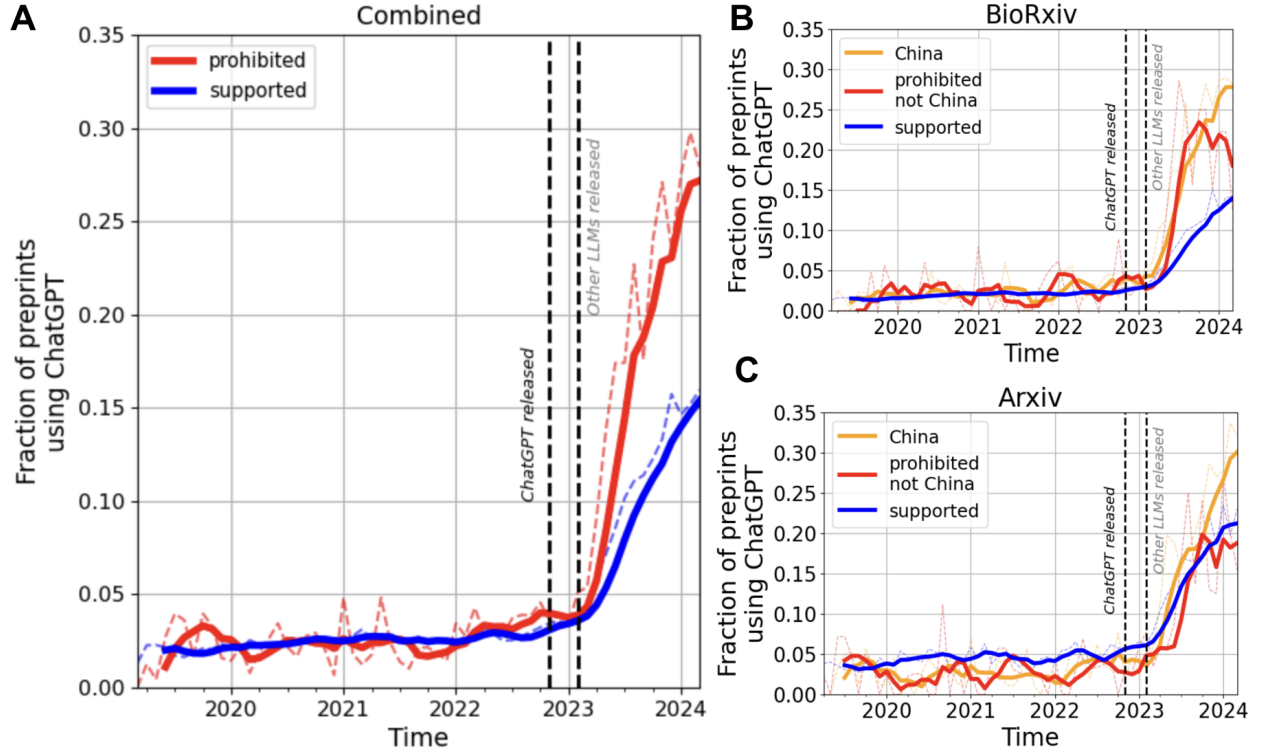 A
Combined
Fraction of preprints
using ChatGPT
0.35
0.30
0.25
0.20
0.15
0.10
0.05
0.00
prohibited
supported
ChatGPT released
Other LLMs released
2020
2021
2022
2023
2024
Time
B
BioRxiv
Fraction of preprints
using ChatGPT
0.35
0.30
0.25
0.20
0.15
0.10
0.05
0.00
China
prohibited
not China
supported
ChatGPT released
Other LLMs released
2020
2021
2022
2023
2024
Time
C
Arxiv
Fraction of preprints
using ChatGPT
0.35
0.30
0.25
0.20
0.15
0.10
0.05
0.00
China
prohibited
not China
supported
ChatGPT released
Other LLMs released
2020
2021
2022
2023
2024
Time